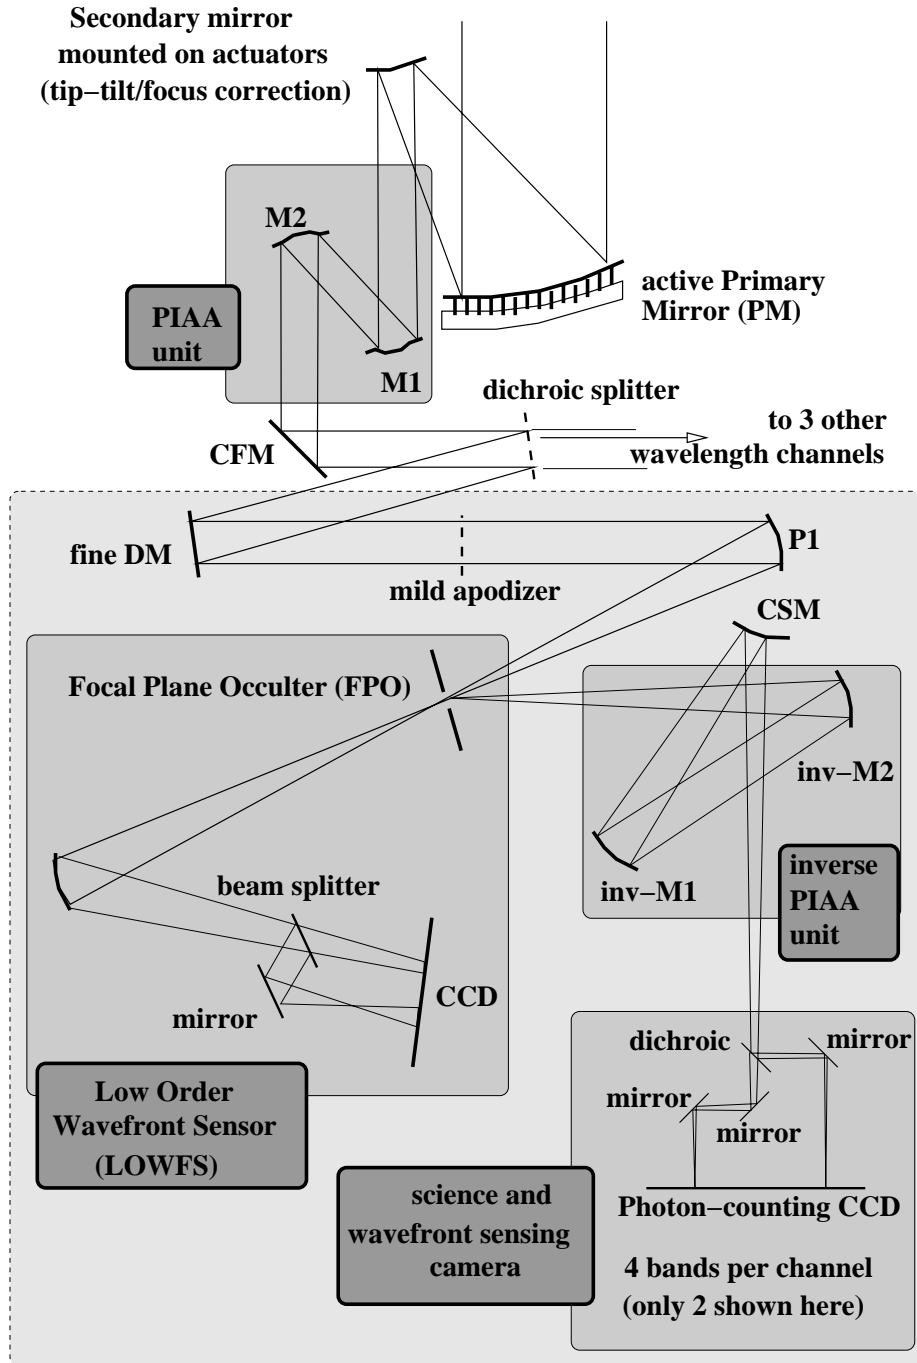 Secondary mirror
mounted on actuators
(tip−tilt/focus correction)
M2
active Primary
Mirror (PM)
PIAA
unit
M1
dichroic splitter
to 3 other
wavelength channels
CFM
fine DM
P1
mild apodizer
CSM
Focal Plane Occulter (FPO)
inv−M2
inv−M1
inverse
PIAA
unit
beam splitter
CCD
mirror
dichroic
mirror
mirror
mirror
Low Order
Wavefront Sensor
(LOWFS)
Photon−counting CCD
science and
wavefront sensing
camera
4 bands per channel
(only 2 shown here)